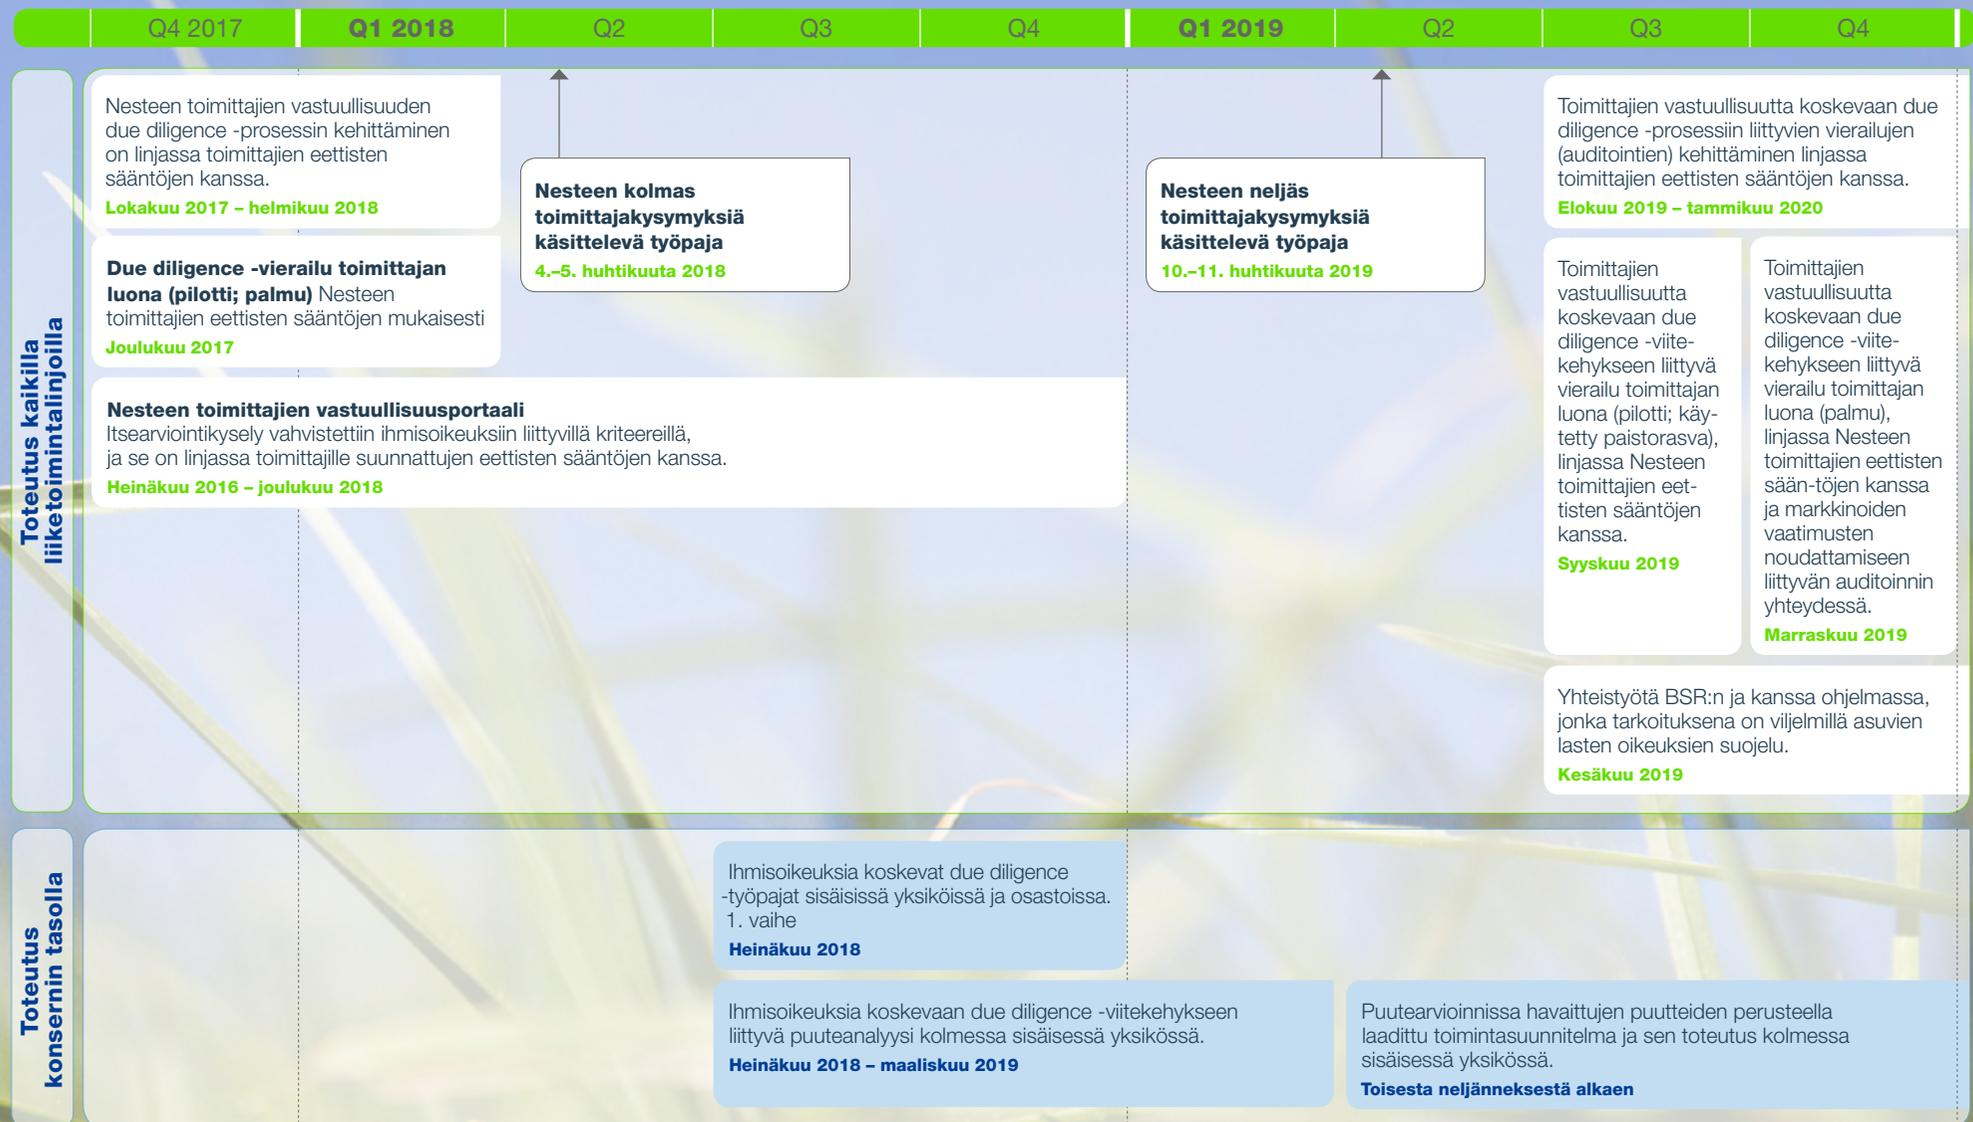 Q4 2017
Q1 2018
Q2
Q3
Q4
Q1 2019
Q2
Q3
Q4
Toteutus kaikilla
liiketoimintalinjoilla
Nesteen toimittajien vastuullisuuden
due diligence -prosessin kehittäminen
on linjassa toimittajien eettisten
sääntöjen kanssa.
Lokakuu 2017 – helmikuu 2018
Due diligence -vierailu toimittajan
luona (pilotti; palmu) Nesteen
toimittajien eettisten sääntöjen mukaisesti
Joulukuu 2017
Nesteen toimittajien vastuullisuusportaali
Itsearviointikysely vahvistettiin ihmisoikeuksiin liittyvillä kriteereillä,
ja se on linjassa toimittajille suunnattujen eettisten sääntöjen kanssa.
Heinäkuu 2016 – joulukuu 2018
Nesteen kolmas
toimittajakysymyksiä
käsittelevä työpaja
4.–5. huhtikuuta 2018
Nesteen neljäs
toimittajakysymyksiä
käsittelevä työpaja
10.–11. huhtikuuta 2019
Toimittajien vastuullisuutta koskevaan due
diligence -prosessiin liittyvien vierailujen
(auditointien) kehittäminen linjassa
toimittajien eettisten sääntöjen kanssa.
Elokuu 2019 – tammikuu 2020
Toimittajien
vastuullisuutta
koskevaan due
diligence -viite-
kehykseen liittyvä
vierailu toimittajan
luona (pilotti; käy-
tetty paistorasva),
linjassa Nesteen
toimittajien eet-
tisten sääntöjen
kanssa.
Syyskuu 2019
Toimittajien
vastuullisuutta
koskevaan due
diligence -viite-
kehykseen liittyvä
vierailu toimittajan
luona (palmu),
linjassa Nesteen
toimittajien eettisten
sään-töjen kanssa
ja markkinoiden
vaatimusten
noudattamiseen
liittyvän auditoinnin
yhteydessä.
Marraskuu 2019
Yhteistyötä BSR:n ja kanssa ohjelmassa,
jonka tarkoituksena on viljelmillä asuvien
lasten oikeuksien suojelu.
Kesäkuu 2019
Toteutus
konsernin tasolla
Ihmisoikeuksia koskevat due diligence
-työpajat sisäisissä yksiköissä ja osastoissa.
1. vaihe
Heinäkuu 2018
Ihmisoikeuksia koskevaan due diligence -viitekehykseen
liittyvä puuteanalyysi kolmessa sisäisessä yksikössä.
Heinäkuu 2018 – maaliskuu 2019
Puutearvioinnissa havaittujen puutteiden perusteella
laadittu toimintasuunnitelma ja sen toteutus kolmessa
sisäisessä yksikössä.
Toisesta neljänneksestä alkaen